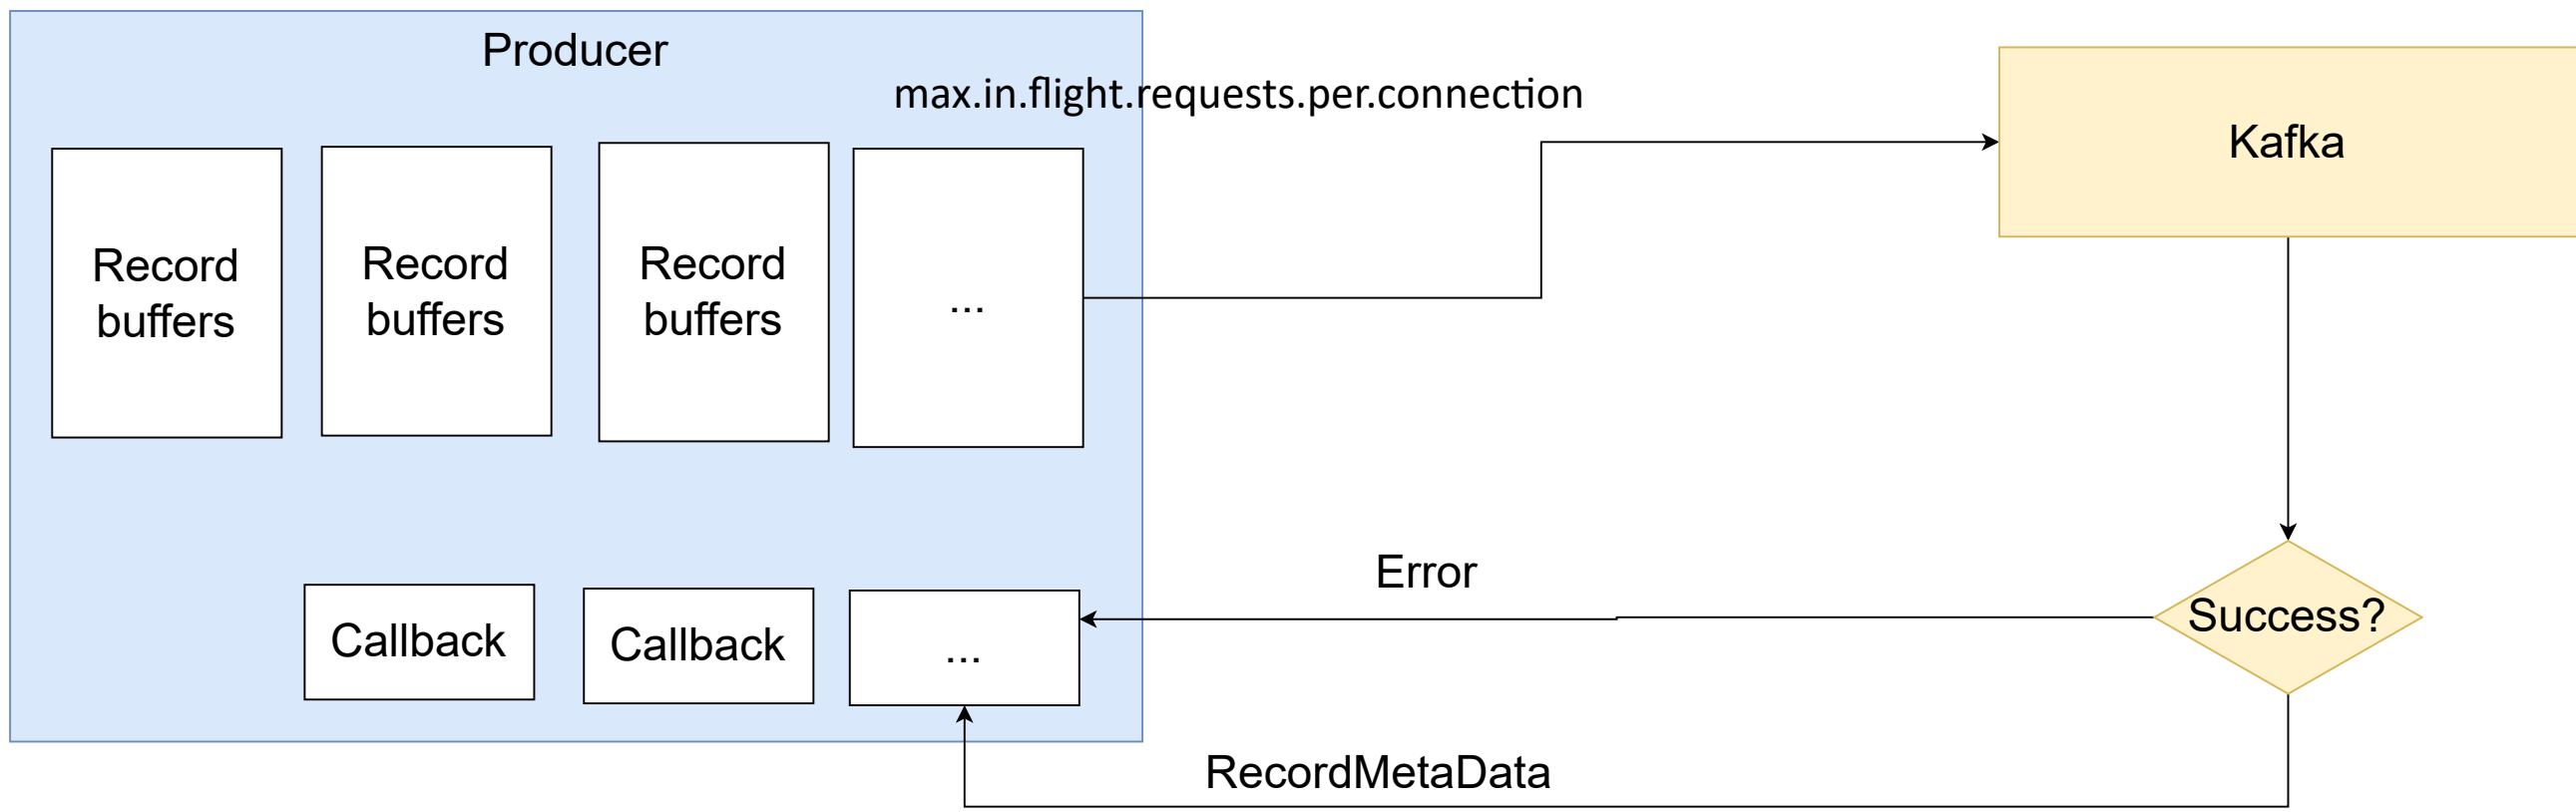 Producer
max.in.flight.requests.per.connection
Kafka
Record
buffers
Record
buffers
Record
buffers
...
Error
Success?
Callback
Callback
...
RecordMetaData